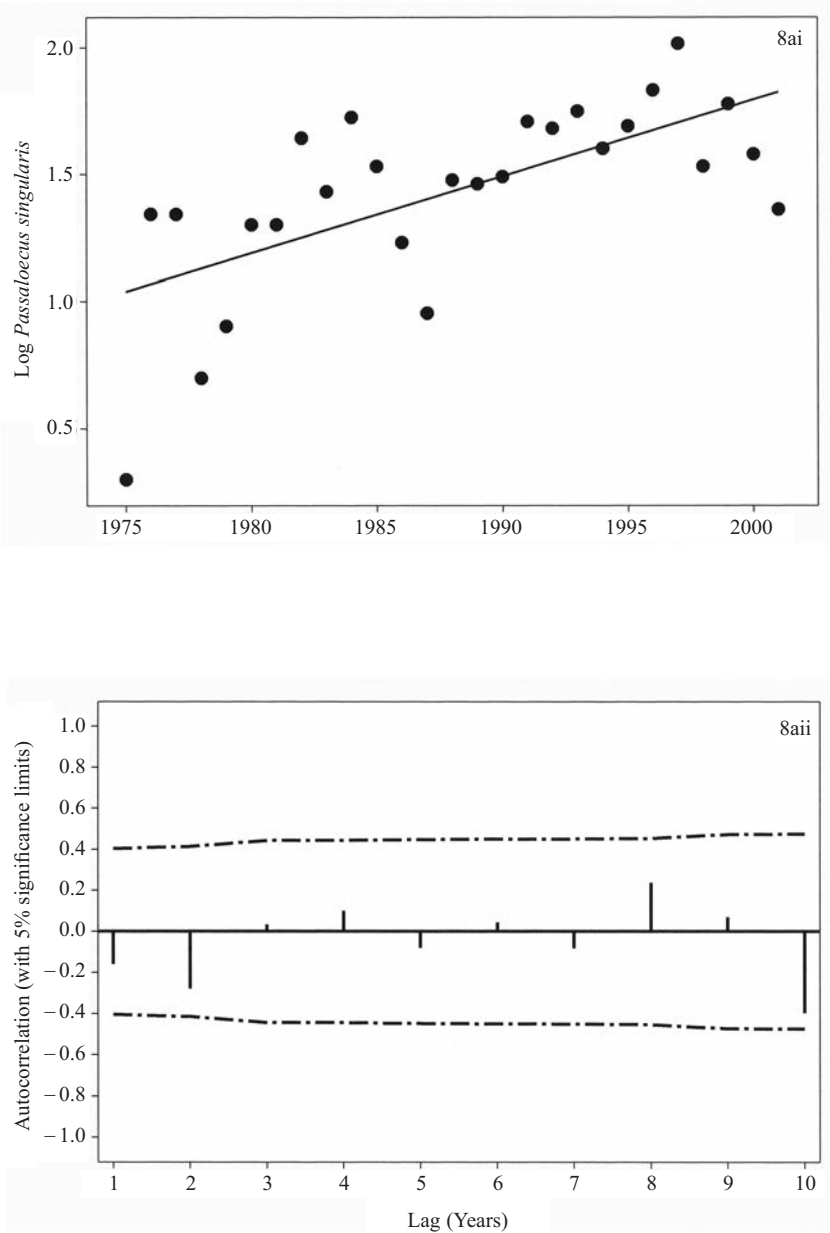 8ai
2.0
1.5
1.0
0.5
Log Passaloecus singularis
1975 1980 1985 1990 1995 2000
8aii
1.0
0.8
0.6
0.4
0.2
0.0
−0.2
−0.4
−0.6
−0.8
−1.0
Autocorrelation (with 5% significance limits)
1 2 3 4 5 6 7 8 9 10
Lag (Years)